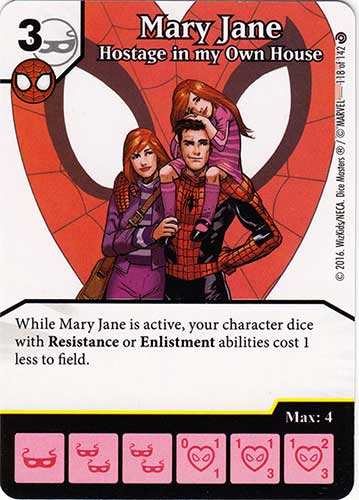 3
Mary Jane
Hostage in my Own House
© 2016. WizKids/NECA. Dice Masters ® / © MARVEL — 118 of 142
While Mary Jane is active, your character dice
with Resistance or Enlistment abilities cost 1
less to field.
Max: 4
0 1 1
1 1 3
1 2 3